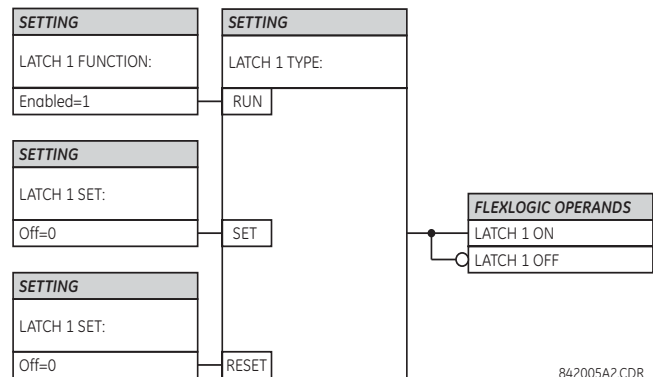 SETTING
LATCH 1 FUNCTION:
Enabled=1
SETTING
LATCH 1 SET:
Off=0
SETTING
LATCH 1 SET:
Off=0
SETTING
LATCH 1 TYPE:
RUN
SET
RESET
FLEXLOGIC OPERANDS
LATCH 1 ON
LATCH 1 OFF
842005A2.CDR